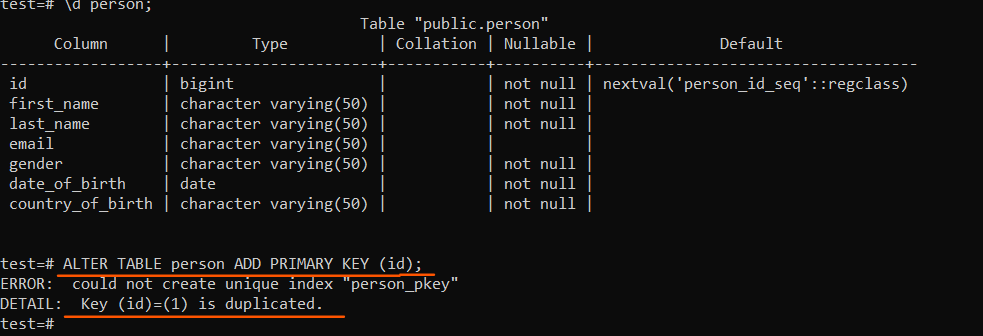 test=# \d person;
Table "public.person"
Column | Type | Collation | Nullable | Default
------------------+-----------------------+-----------+----------+------------------------------------
id | bigint | | not null | nextval('person_id_seq'::regclass)
first_name | character varying(50) | | not null |
last_name | character varying(50) | | not null |
email | character varying(50) | | |
gender | character varying(50) | | not null |
date_of_birth | date | | not null |
country_of_birth | character varying(50) | | not null |
test=# ALTER TABLE person ADD PRIMARY KEY (id);
ERROR: could not create unique index "person_pkey"
DETAIL: Key (id)=(1) is duplicated.
test=#